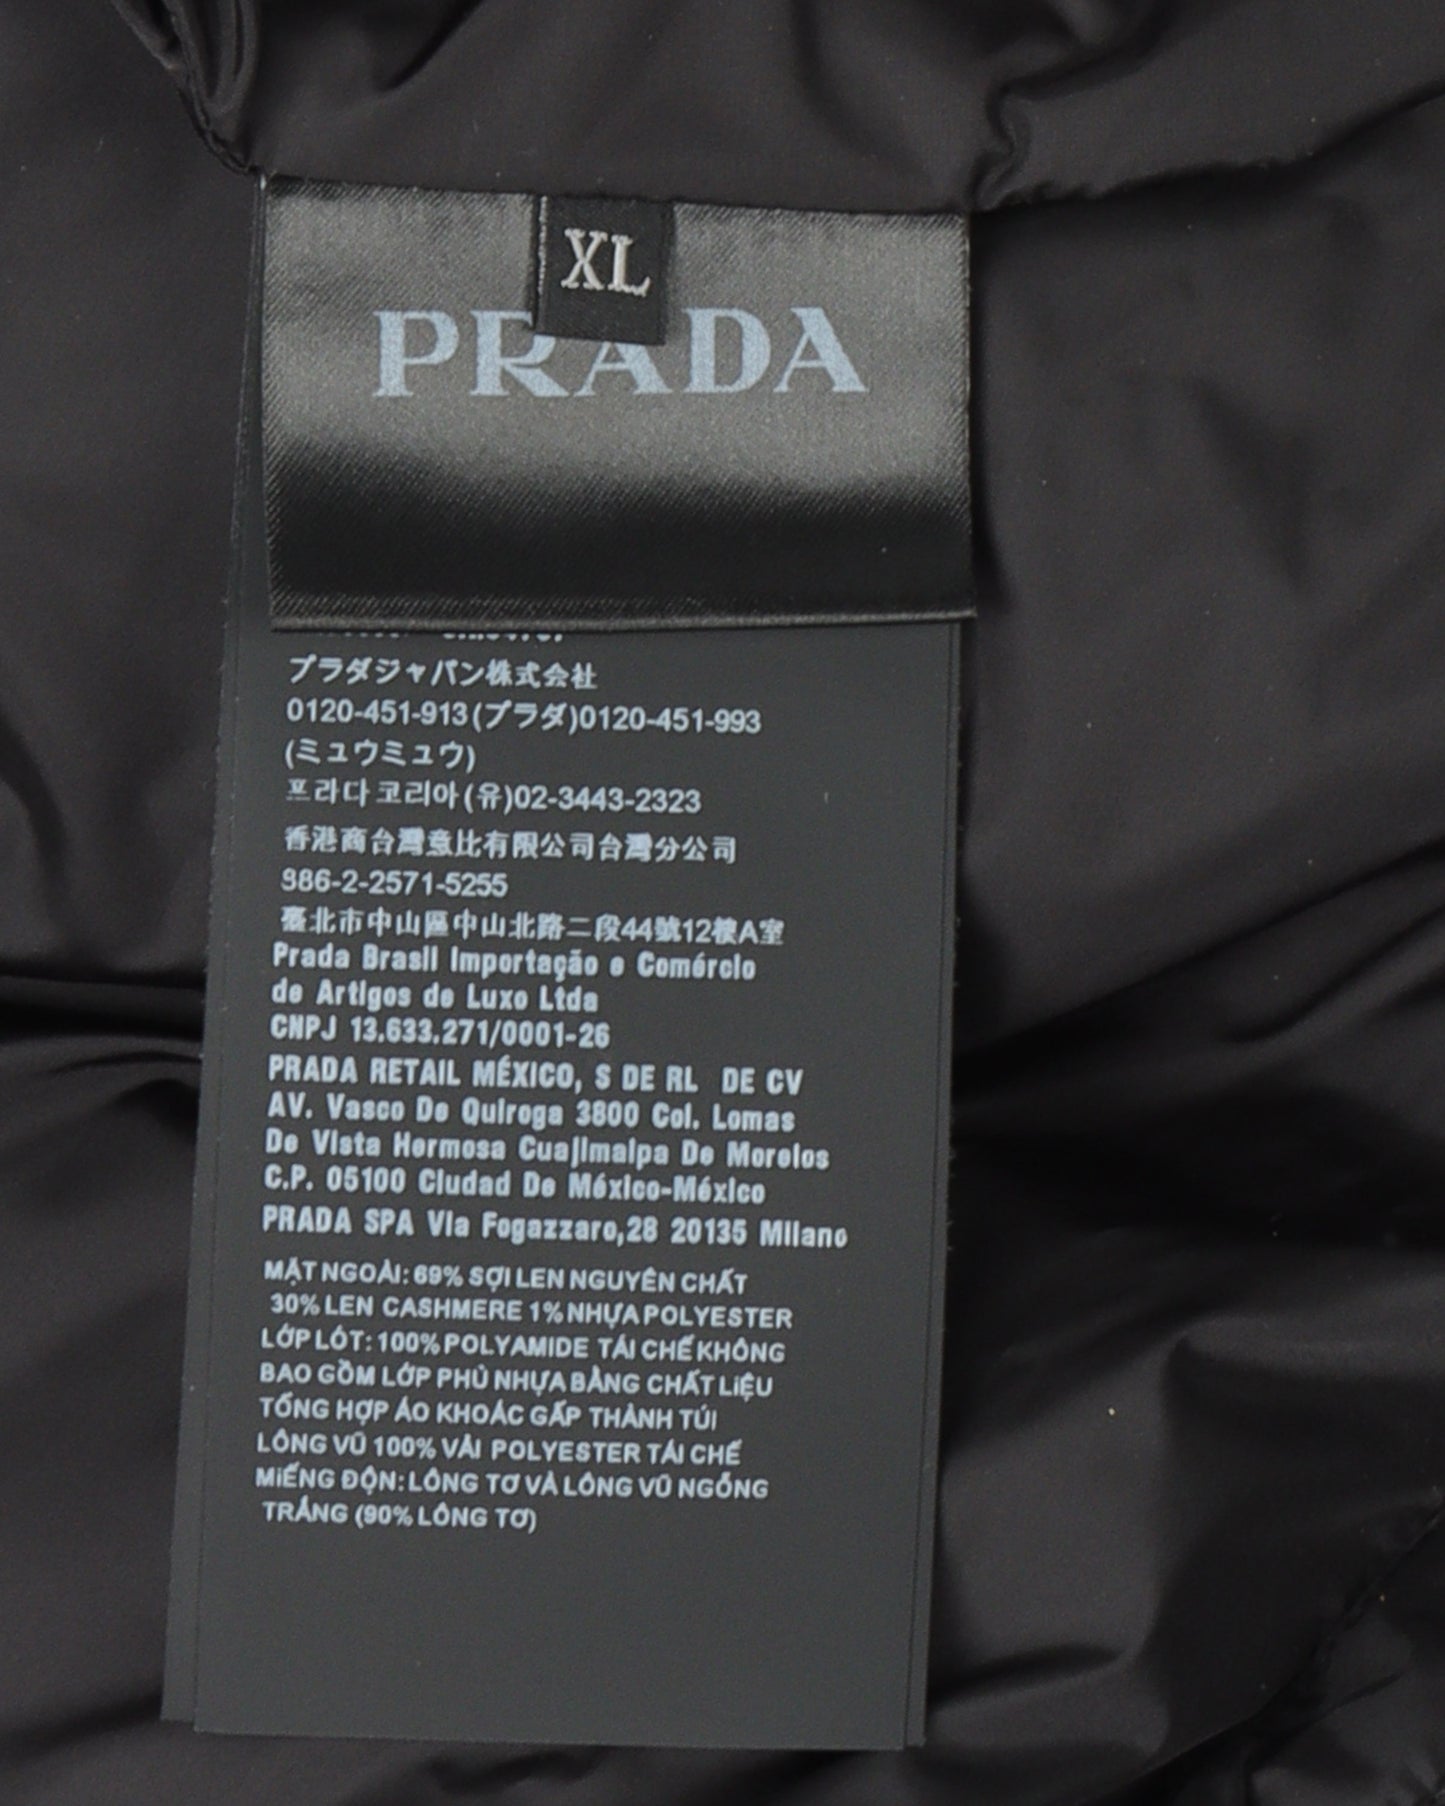 XL
PRADA
プラダジャパン株式会社
0120-451-913(プラダ)0120-451-993
(ミュウミュウ)
프라다코리아(유)02-3443-2323
香港商台灣意比有限公司台灣分公司
986-2-2571-5255
臺北市中山區中山北路二段44號12樓A室
Prada Brasil Importação e Comércio
de Artigos de Luxo Ltda
CNPJ 13.633.271/0001-26
PRADA RETAIL MÉXICO, S DE RL DE CV
AV. Vasco De Quiroga 3800 Col. Lomas
De Vista Hermosa Cuajimalpa De Morelos
C.P. 05100 Ciudad De México-México
PRADA SPA Via Fogazzaro,28 20135 Milano
MẶT NGOÀI: 69% SỢI LEN NGUYÊN CHẤT
30% LEN CASHMERE 1% NHỰA POLYESTER
LỚP LÓT: 100% POLYAMIDE TÁI CHẾ KHÔNG
BAO GỒM LỚP PHỦ NHỰA BẰNG CHẤT LIỆU
TỔNG HỢP ÁO KHOÁC GẤP THÀNH TÚI
LÔNG VŨ 100% VẢI POLYESTER TÁI CHẾ
MIẾNG ĐỘN: LÔNG TƠ VÀ LÔNG VŨ NGỖNG
TRẮNG (90% LÔNG TƠ)